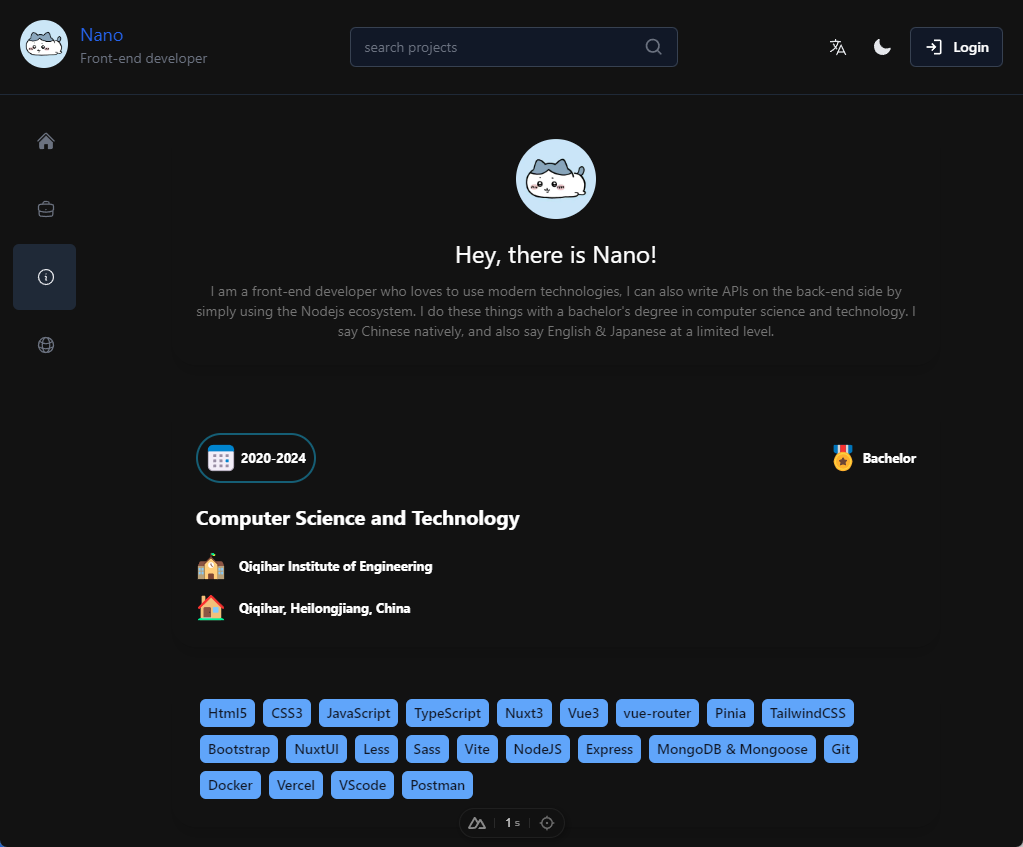 Nano
Front-end developer
search projects
Login
Hey, there is Nano!
I am a front-end developer who loves to use modern technologies, I can also write APIs on the back-end side by
simply using the Nodejs ecosystem. I do these things with a bachelor's degree in computer science and technology. I
say Chinese natively, and also say English & Japanese at a limited level.
2020-2024
Bachelor
Computer Science and Technology
Qiqihar Institute of Engineering
Qiqihar, Heilongjiang, China
Html5 CSS3 JavaScript TypeScript Nuxt3 Vue3 vue-router Pinia TailwindCSS
Bootstrap NuxtUI Less Sass Vite NodeJS Express MongoDB & Mongoose Git
Docker Vercel VScode Postman
1 s